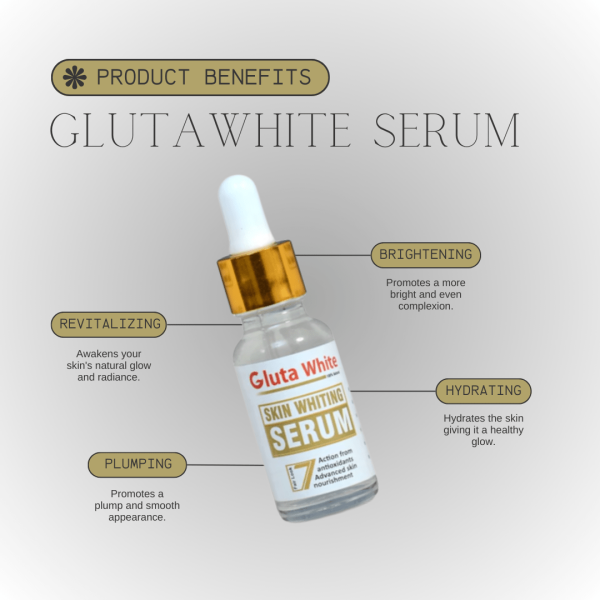 PRODUCT BENEFITS
GLUTAWHITE SERUM
BRIGHTENING
Promotes a more
bright and even
complexion.
REVITALIZING
Awakens your
skin's natural glow
and radiance.
HYDRATING
Hydrates the skin
giving it a healthy
glow.
PLUMPING
Promotes a
plump and smooth
appearance.
Gluta White
SKIN WHITING
SERUM
7
Action from
antioxidants
Advanced skin
nourishment